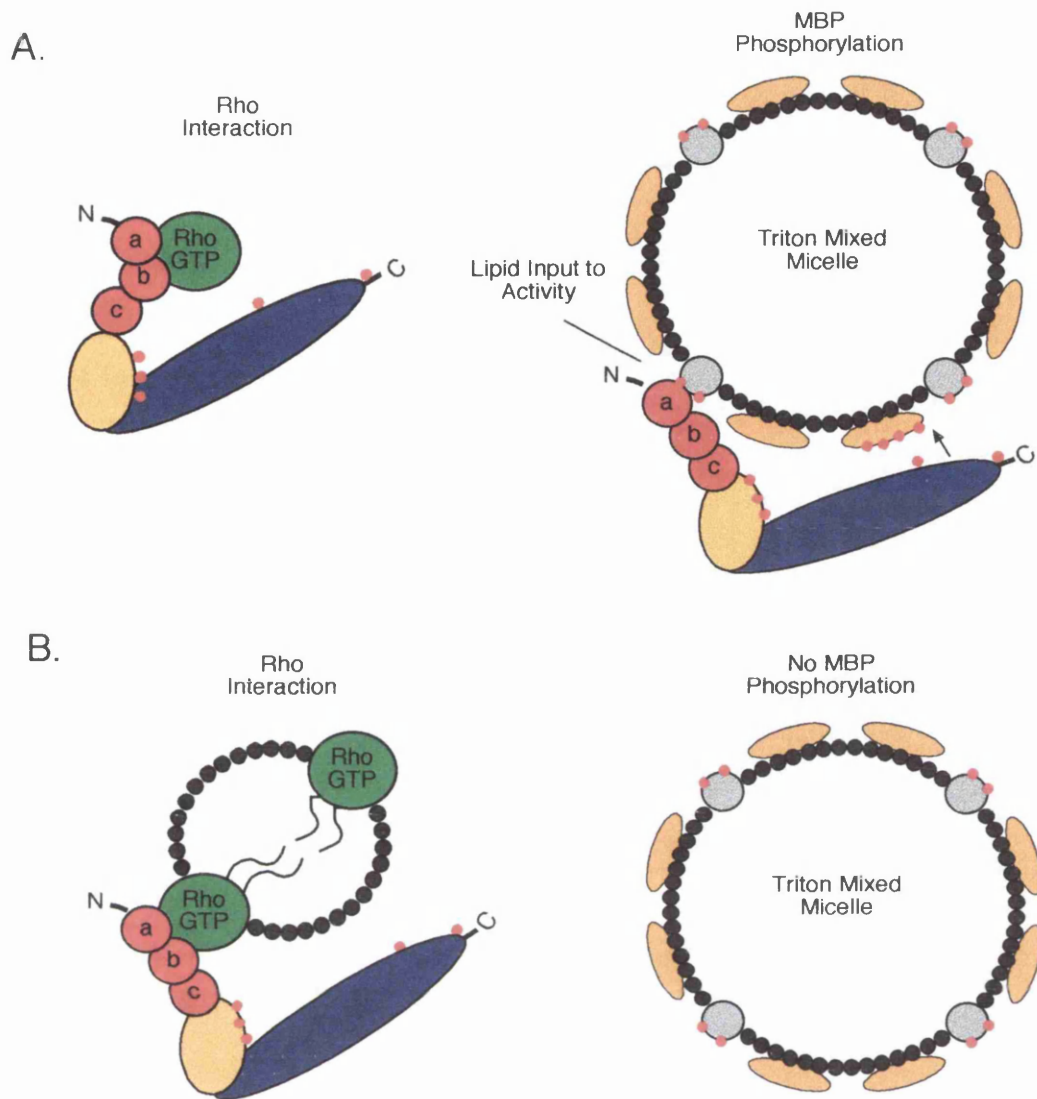 A.
Rho
Interaction
N
a
b
c
Rho
GTP
C
MBP
Phosphorylation
Triton Mixed
Micelle
Lipid Input to
Activity
N
a
b
c
C
B.
Rho
Interaction
Rho
GTP
Rho
GTP
N
a
b
c
C
No MBP
Phosphorylation
Triton Mixed
Micelle